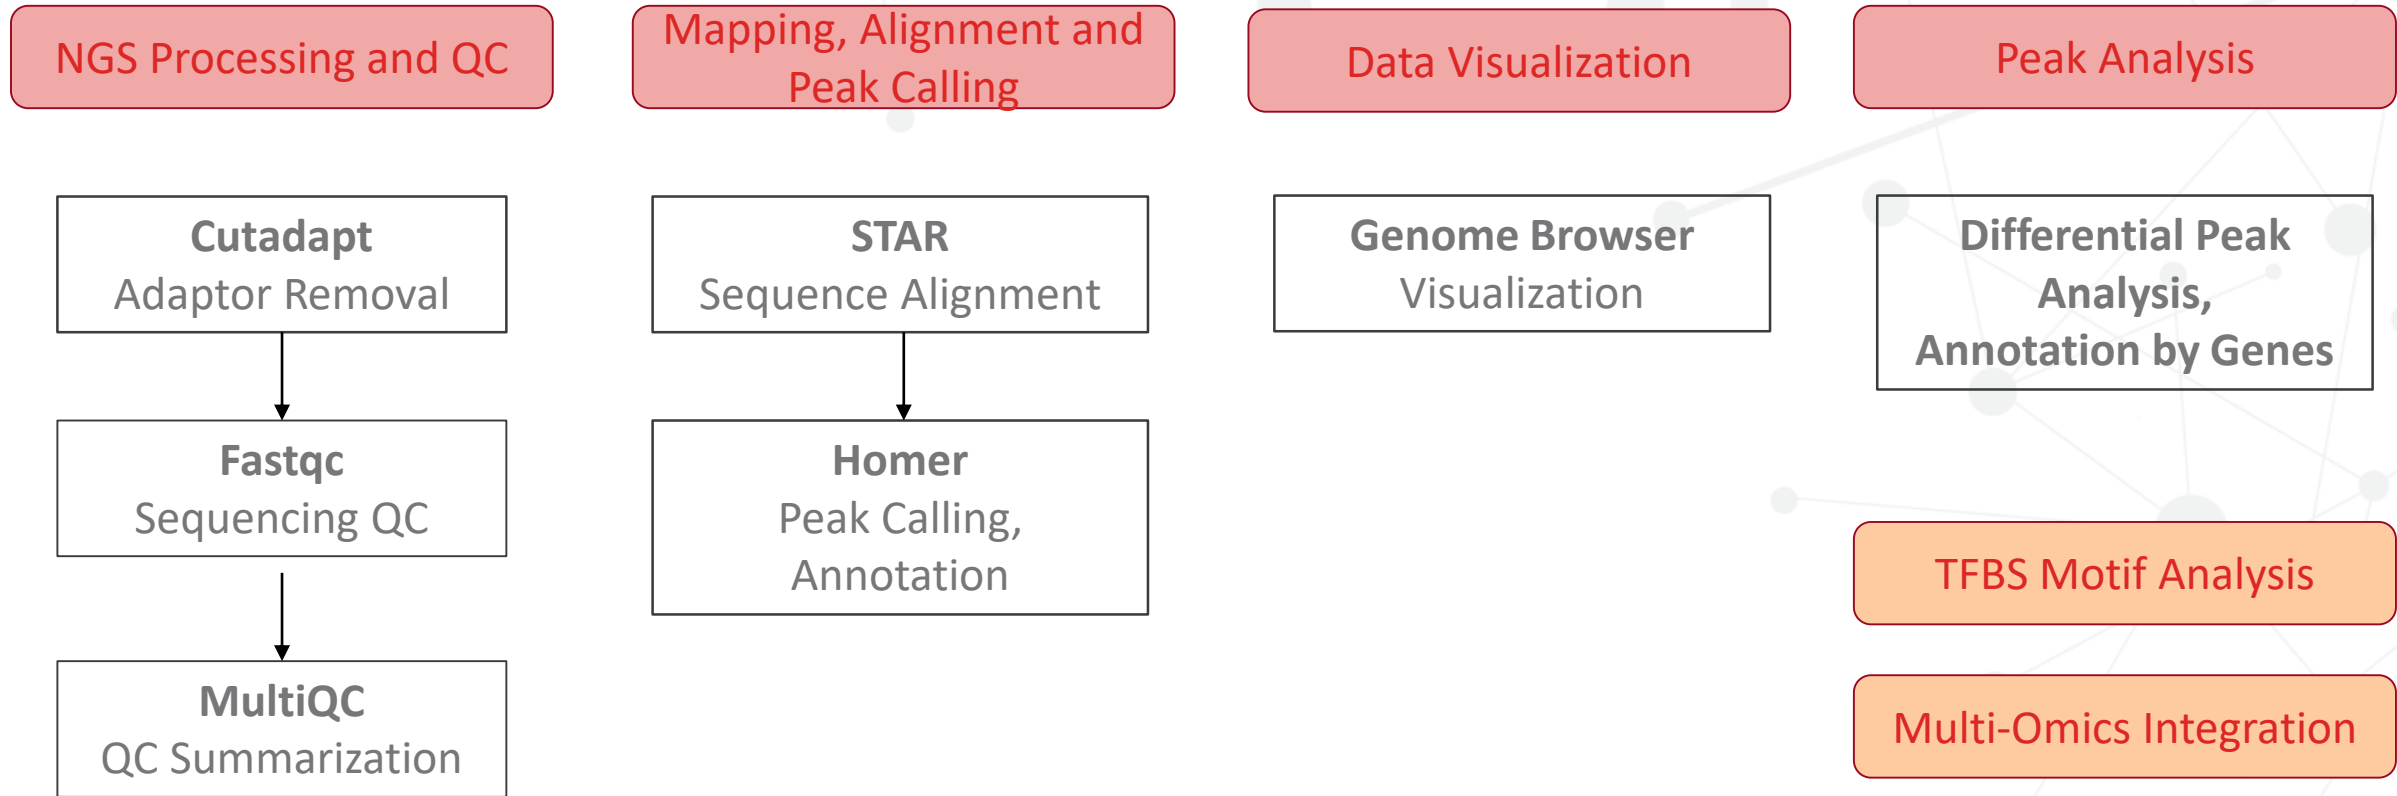 NGS Processing and QC
Mapping, Alignment and
Peak Calling
Data Visualization
Peak Analysis
Cutadapt
Adaptor Removal
Fastqc
Sequencing QC
MultiQC
QC Summarization
STAR
Sequence Alignment
Homer
Peak Calling,
Annotation
Genome Browser
Visualization
Differential Peak
Analysis,
Annotation by Genes
TFBS Motif Analysis
Multi-Omics Integration